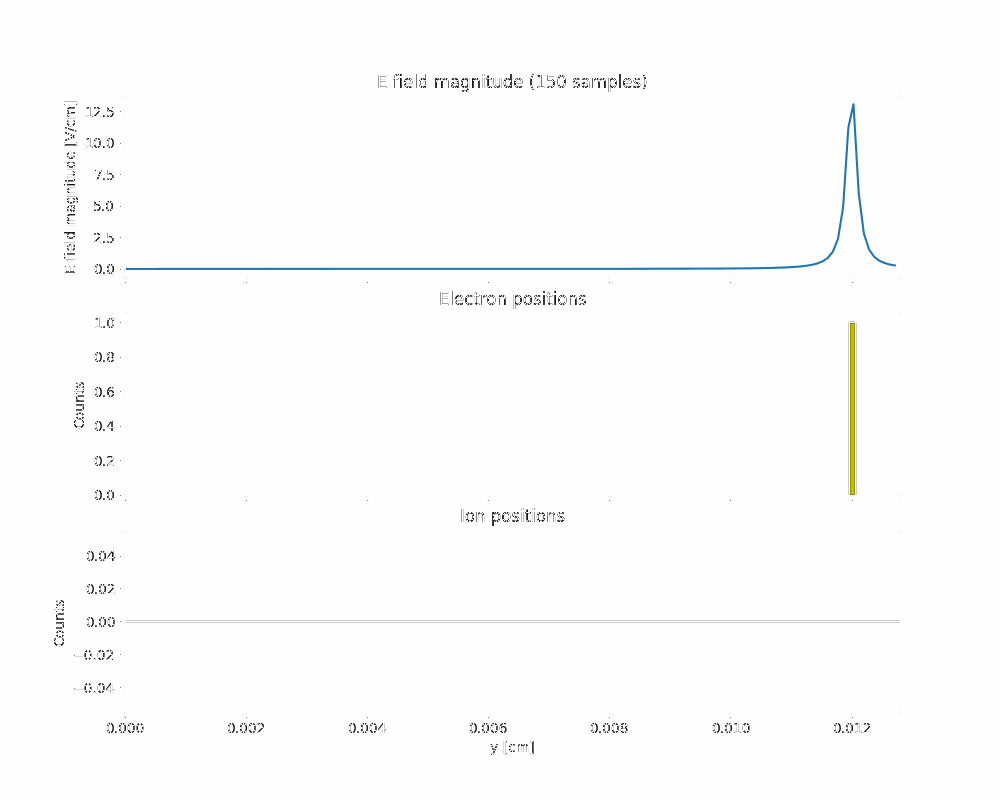 E field magnitude (150 samples)
E field magnitude [V/cm]
12.5
10.0
7.5
5.0
2.5
0.0
Electron positions
Counts
1.0
0.8
0.6
0.4
0.2
0.0
Ion positions
Counts
0.04
0.02
0.00
−0.02
−0.04
0.000 0.002 0.004 0.006 0.008 0.010 0.012
y [cm]